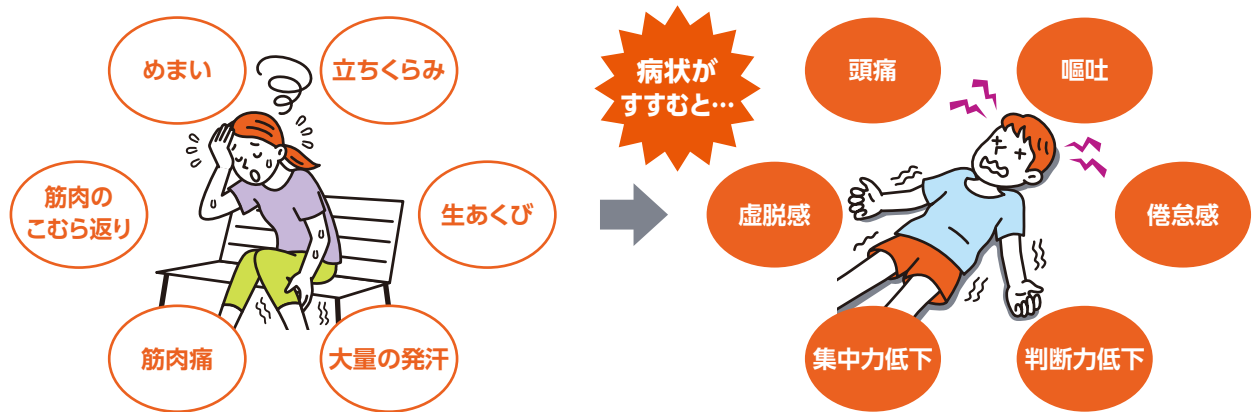 めまい
立ちくらみ
筋肉の
こむら返り
生あくび
筋肉痛
大量の発汗
病状が
すすむと…
頭痛
嘔吐
虚脱感
倦怠感
集中力低下
判断力低下